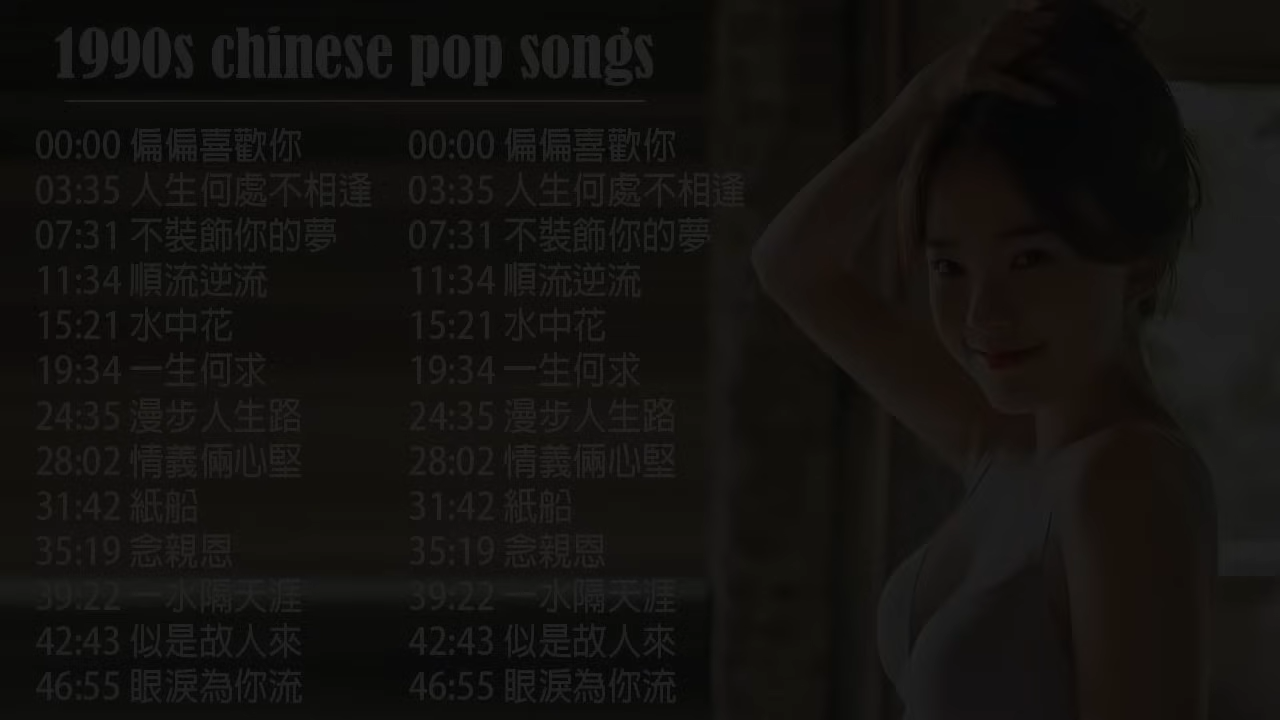 1990s chinese pop songs
00:00 偏偏喜歡你
03:35 人生何處不相逢
07:31 不裝飾你的夢
11:34 順流逆流
15:21 水中花
19:34 一生何求
24:35 漫步人生路
28:02 情義倆心堅
31:42 紙船
35:19 念親恩
39:22 一水隔天涯
42:43 似是故人來
46:55 眼淚為你流
00:00 偏偏喜歡你
03:35 人生何處不相逢
07:31 不裝飾你的夢
11:34 順流逆流
15:21 水中花
19:34 一生何求
24:35 漫步人生路
28:02 情義倆心堅
31:42 紙船
35:19 念親恩
39:22 一水隔天涯
42:43 似是故人來
46:55 眼淚為你流